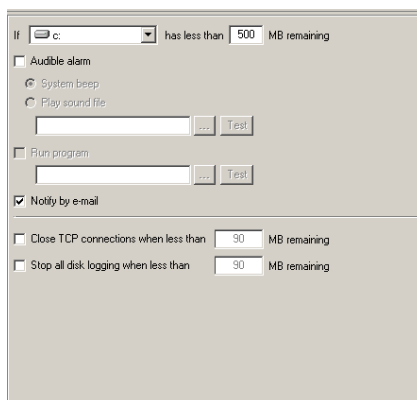 If c: has less than 500 MB remaining
Audible alarm
System beep
Play sound file
... Test
Run program
... Test
Notify by e-mail
Close TCP connections when less than 90 MB remaining
Stop all disk logging when less than 90 MB remaining